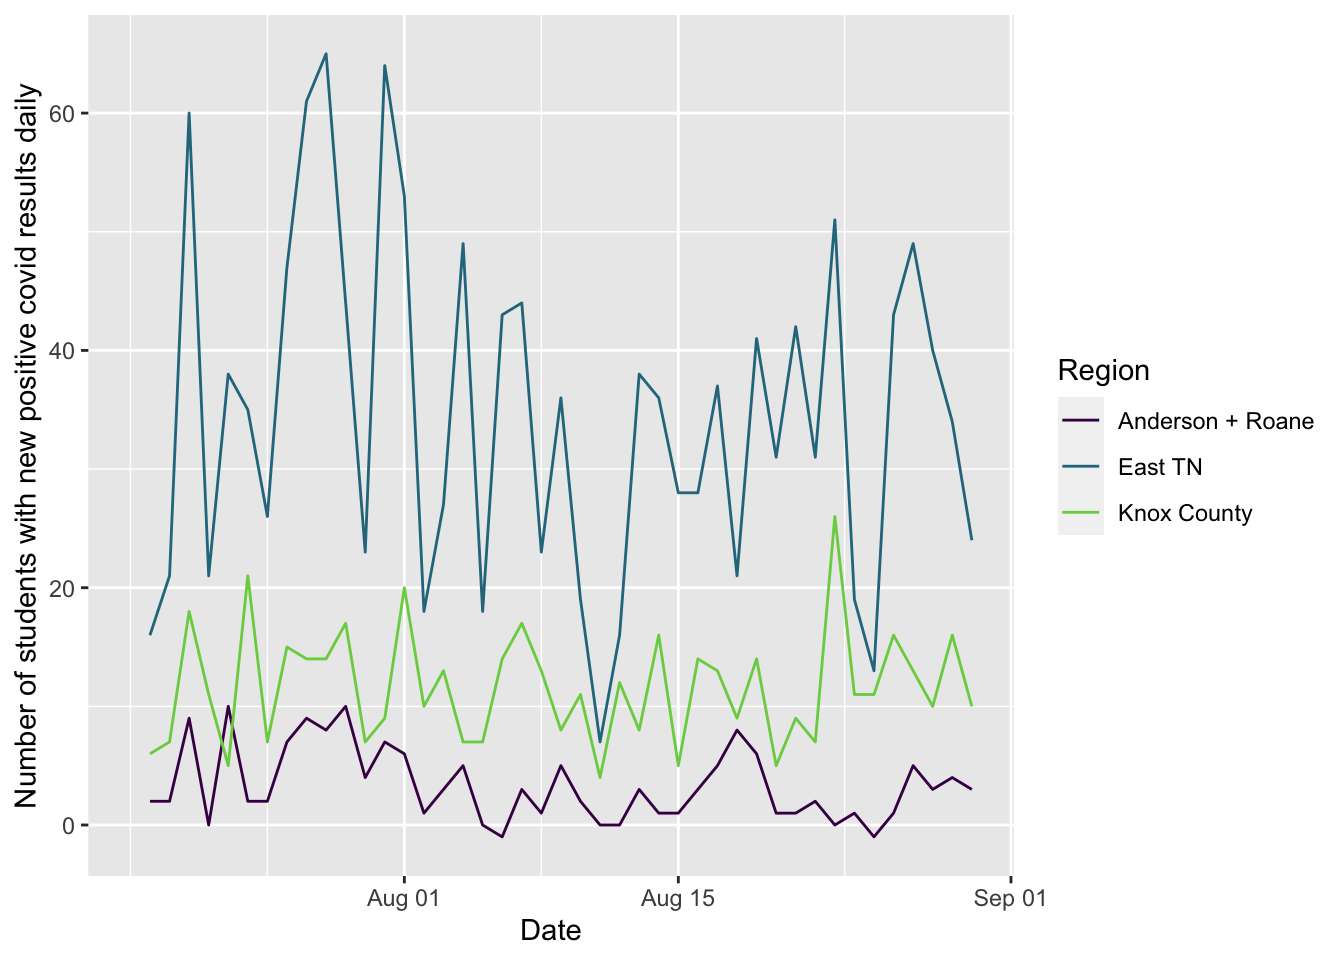 Number of students with new positive covid results daily
60
40
20
0
Aug 01
Aug 15
Sep 01
Date
Region
Anderson + Roane
East TN
Knox County